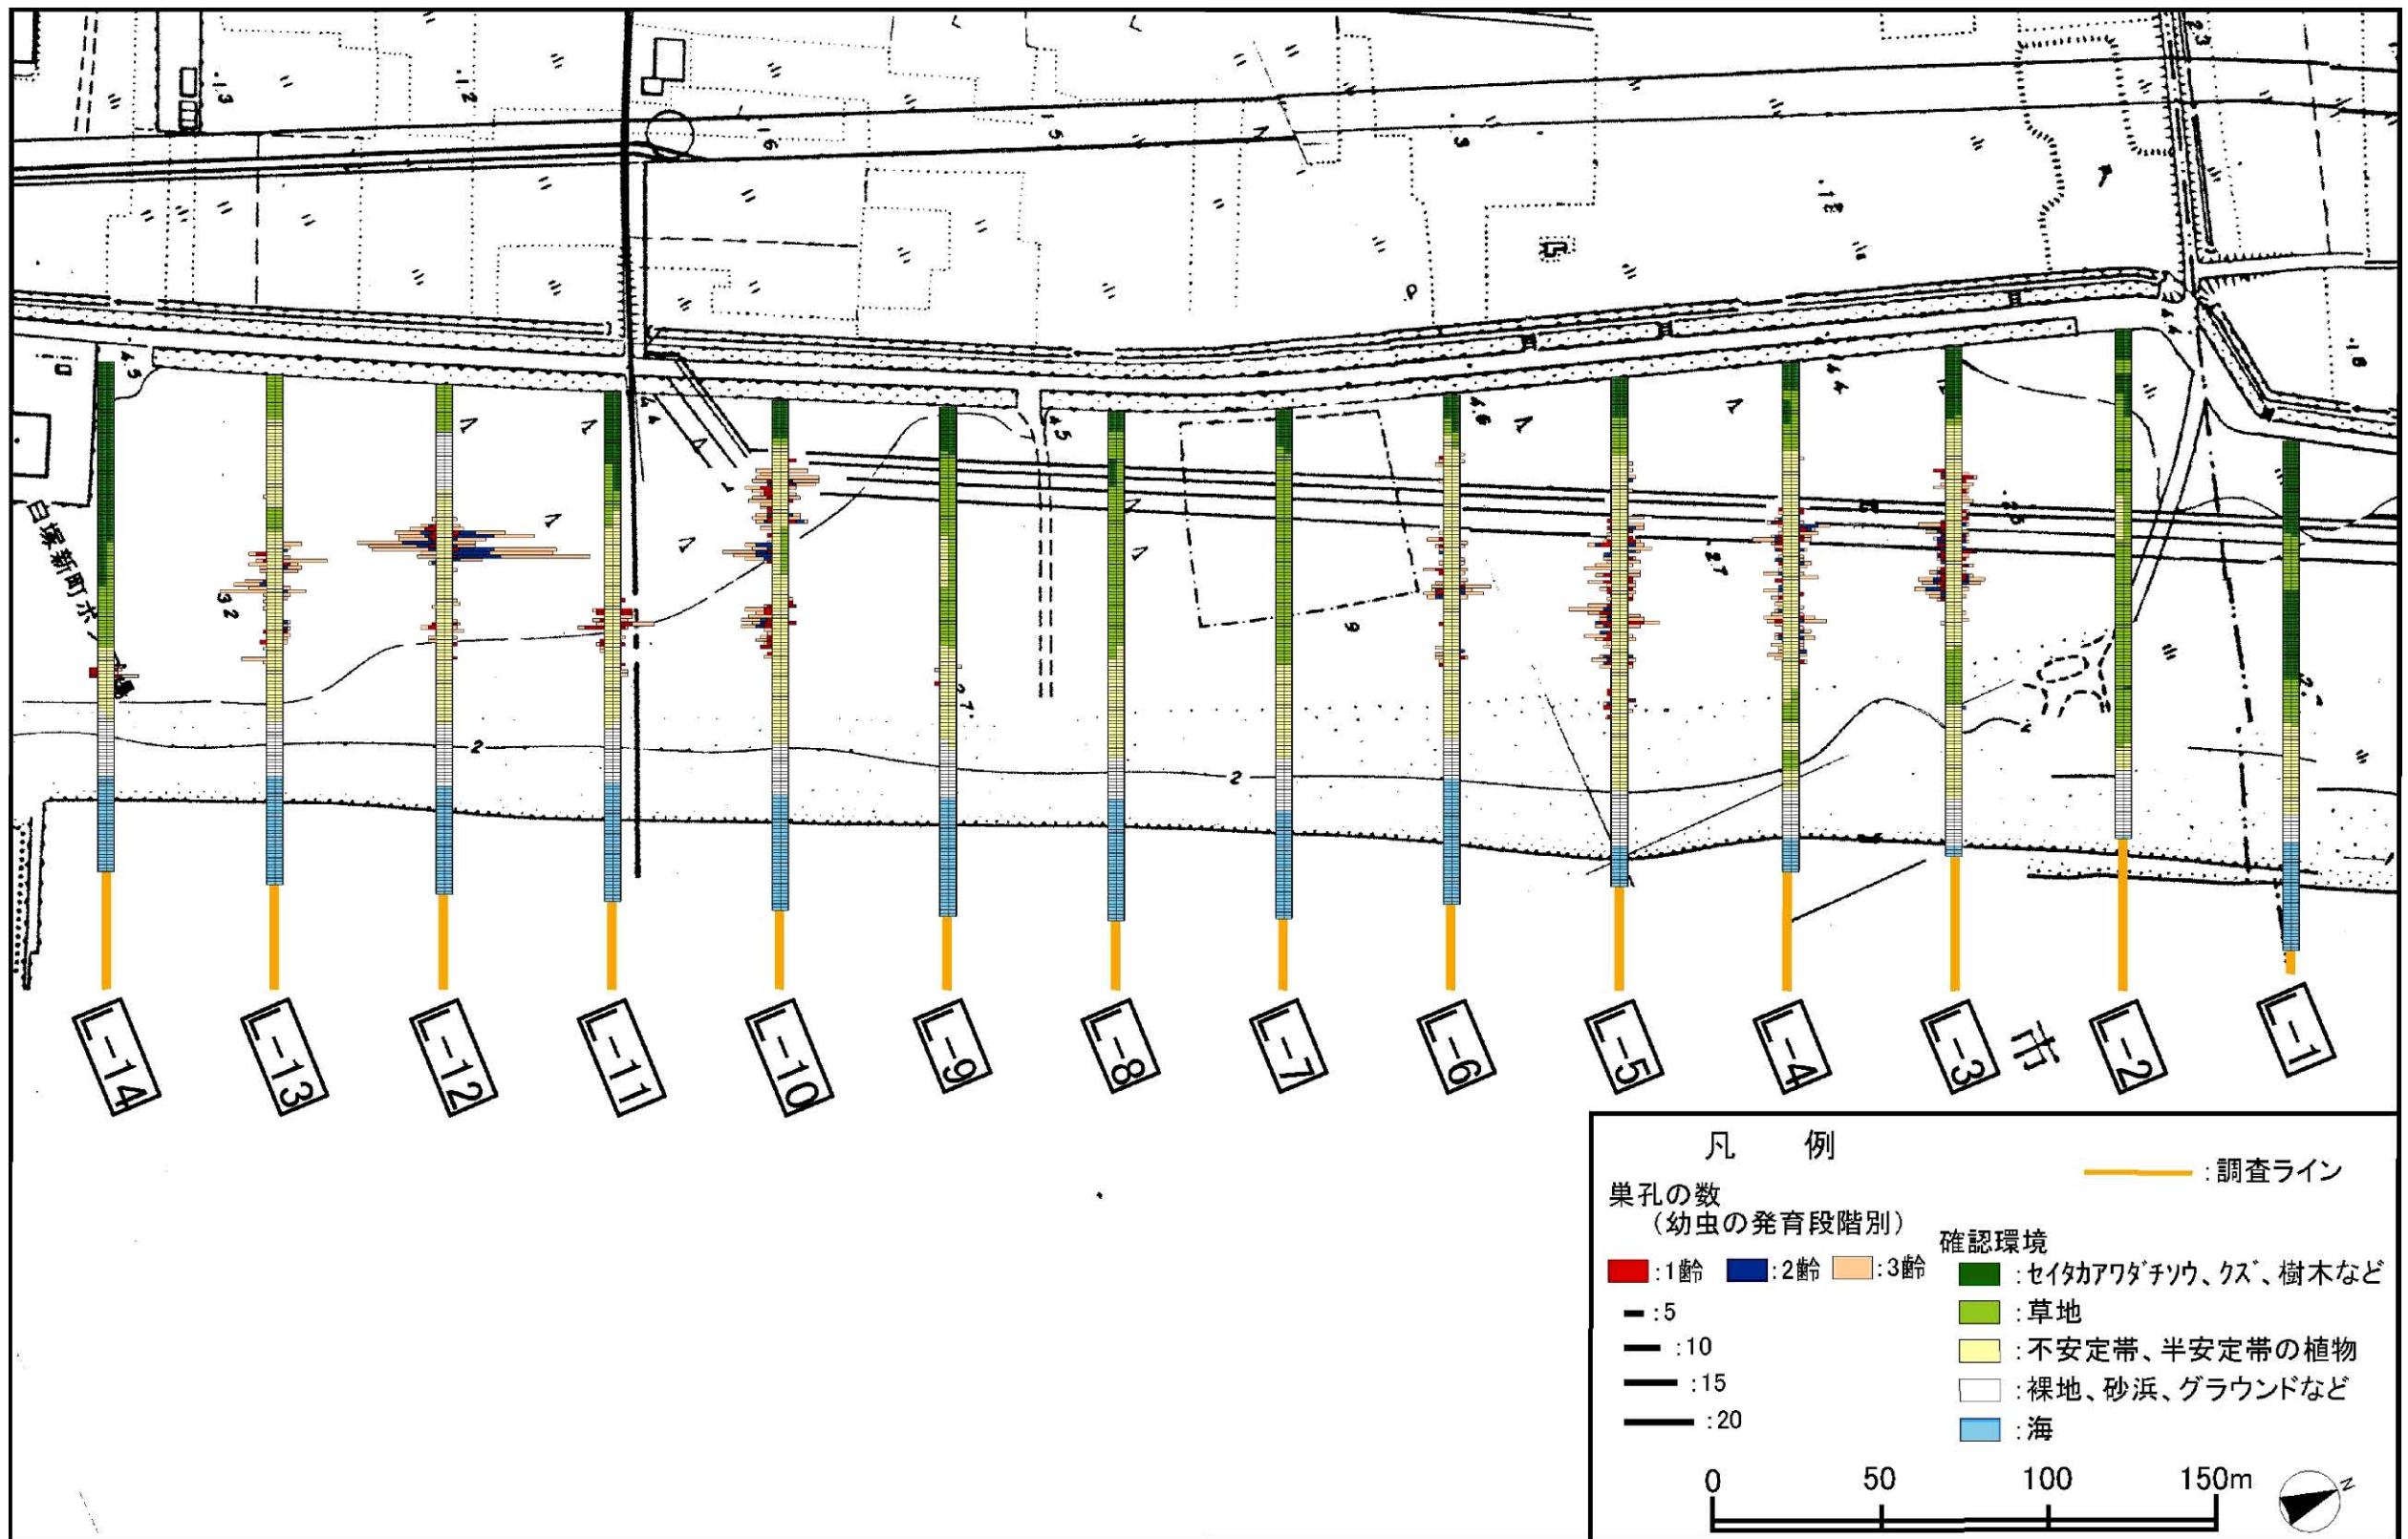 白塚新町ポ
2
2
L-14
L-13
L-12
L-11
L-10
L-9
L-8
L-7
L-6
L-5
L-4
L-3
市
L-2
L-1
凡 例
:調査ライン
巣孔の数
(幼虫の発育段階別)
確認環境
:1齢 :2齢 :3齢
:セイタカアワダチソウ、クズ、樹木など
:5
:草地
:10
:不安定帯、半安定帯の植物
:15
:裸地、砂浜、グラウンドなど
:20
:海
0 50 100 150m
N